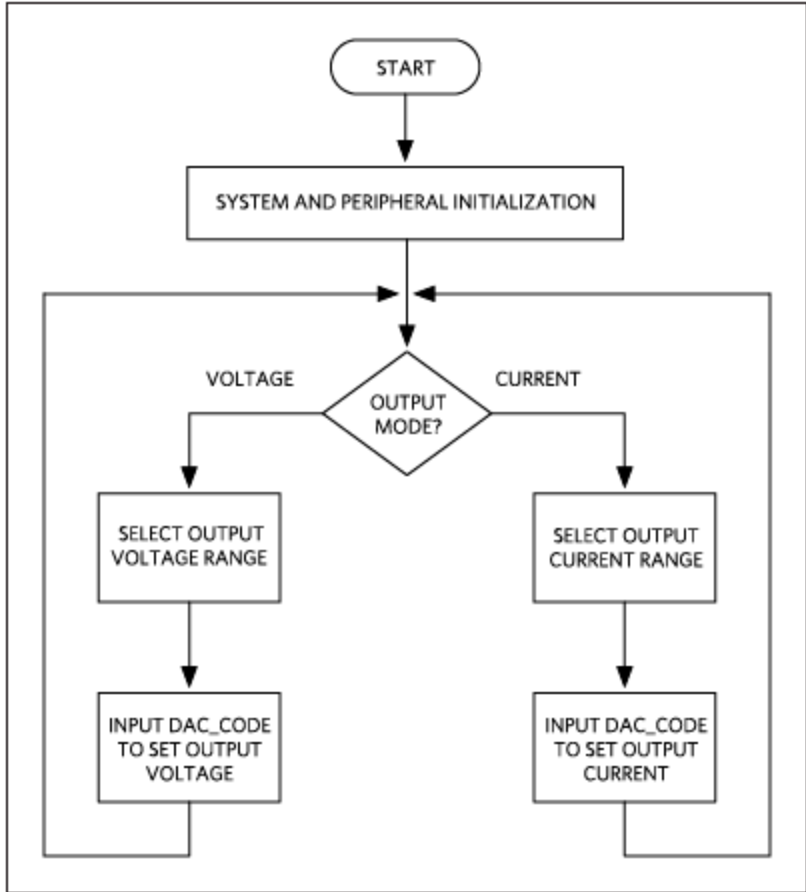 START
SYSTEM AND PERIPHERAL INITIALIZATION
VOLTAGE
CURRENT
OUTPUT
MODE?
SELECT OUTPUT
VOLTAGE RANGE
SELECT OUTPUT
CURRENT RANGE
INPUT DAC_CODE
TO SET OUTPUT
VOLTAGE
INPUT DAC_CODE
TO SET OUTPUT
CURRENT